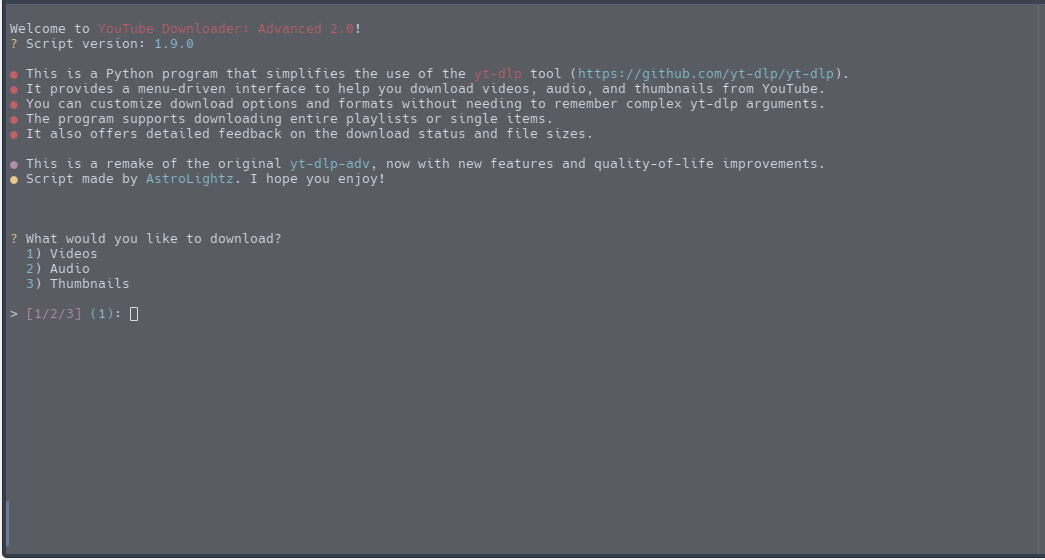 Welcome to YouTube Downloader: Advanced 2.0!
? Script version: 1.9.0
● This is a Python program that simplifies the use of the yt-dlp tool (https://github.com/yt-dlp/yt-dlp).
● It provides a menu-driven interface to help you download videos, audio, and thumbnails from YouTube.
● You can customize download options and formats without needing to remember complex yt-dlp arguments.
● The program supports downloading entire playlists or single items.
● It also offers detailed feedback on the download status and file sizes.
● This is a remake of the original yt-dlp-adv, now with new features and quality-of-life improvements.
● Script made by AstroLightz. I hope you enjoy!
? What would you like to download?
1) Videos
2) Audio
3) Thumbnails
> [1/2/3] (1):